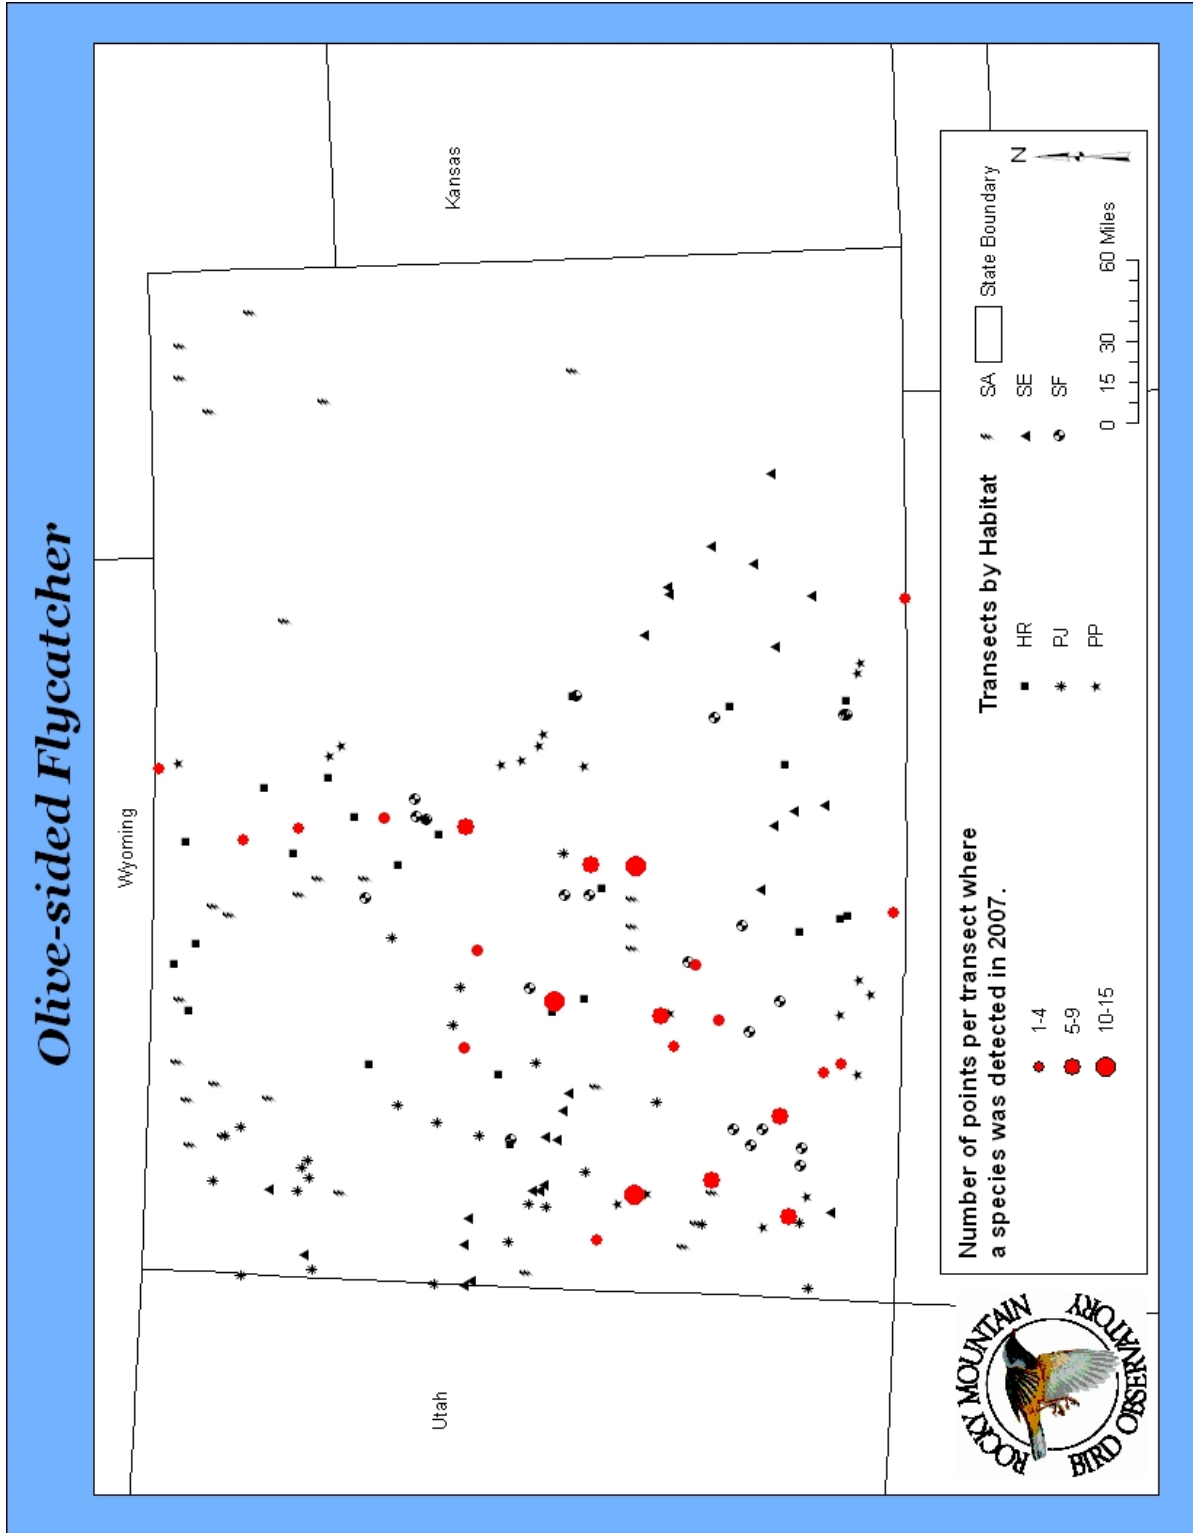 Olive-sided Flycatcher
Wyoming
Kansas
Utah
Number of points per transect where
a species was detected in 2007.
1-4
5-9
10-15
Transects by Habitat
HR
PJ
PP
SA
SE
SF
State Boundary
N
0 15 30 60 Miles
ROCKY MOUNTAIN
BIRD OBSERVATORY